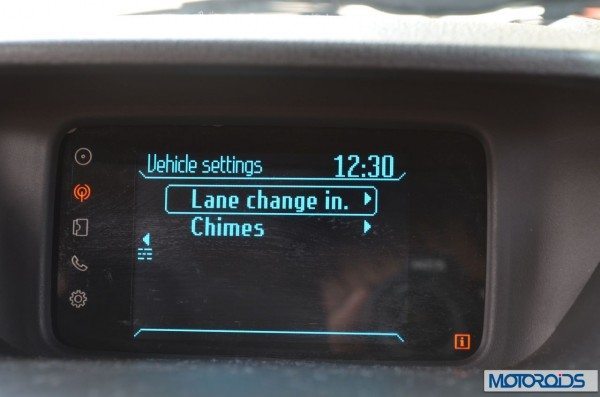 Vehicle settings 12:30
Lane change in.
Chimes
i
MOTOROIDS